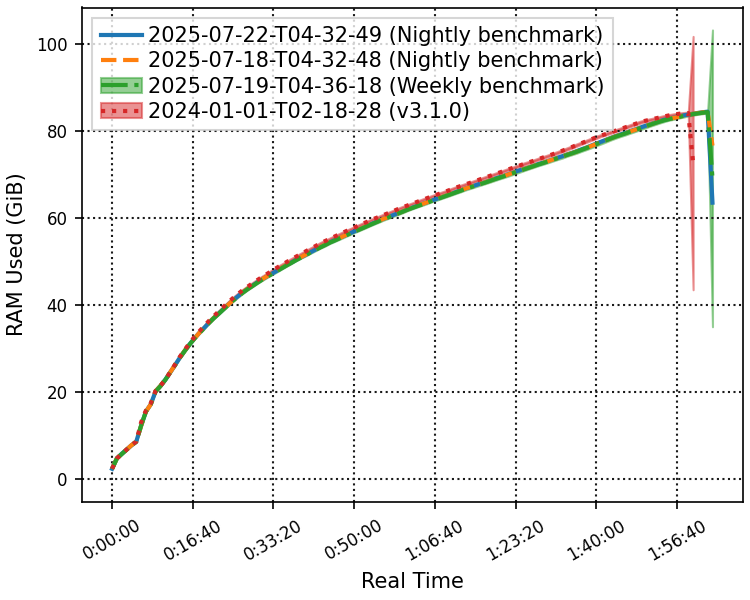 2025-07-22-T04-32-49 (Nightly benchmark)
2025-07-18-T04-32-48 (Nightly benchmark)
2025-07-19-T04-36-18 (Weekly benchmark)
2024-01-01-T02-18-28 (v3.1.0)
RAM Used (GiB)
100
80
60
40
20
0
0:00:00
0:16:40
0:33:20
0:50:00
1:06:40
1:23:20
1:40:00
1:56:40
Real Time